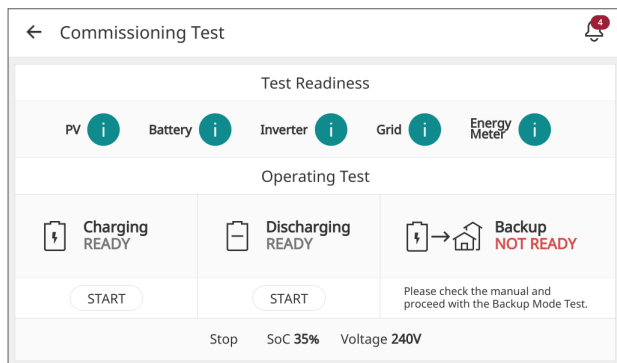 Commissioning Test
4
Test Readiness
PV i Battery i Inverter i Grid i Energy Meter i
Operating Test
Charging
READY
Discharging
READY
Backup
NOT READY
START
START
Please check the manual and
proceed with the Backup Mode Test.
Stop SoC 35% Voltage 240V